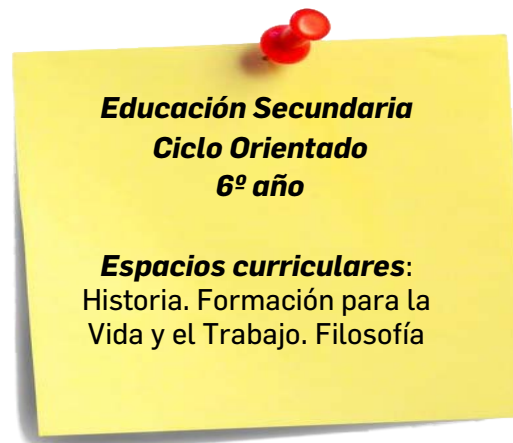 Educación Secundaria
Ciclo Orientado
6º año
Espacios curriculares:
Historia. Formación para la
Vida y el Trabajo. Filosofía